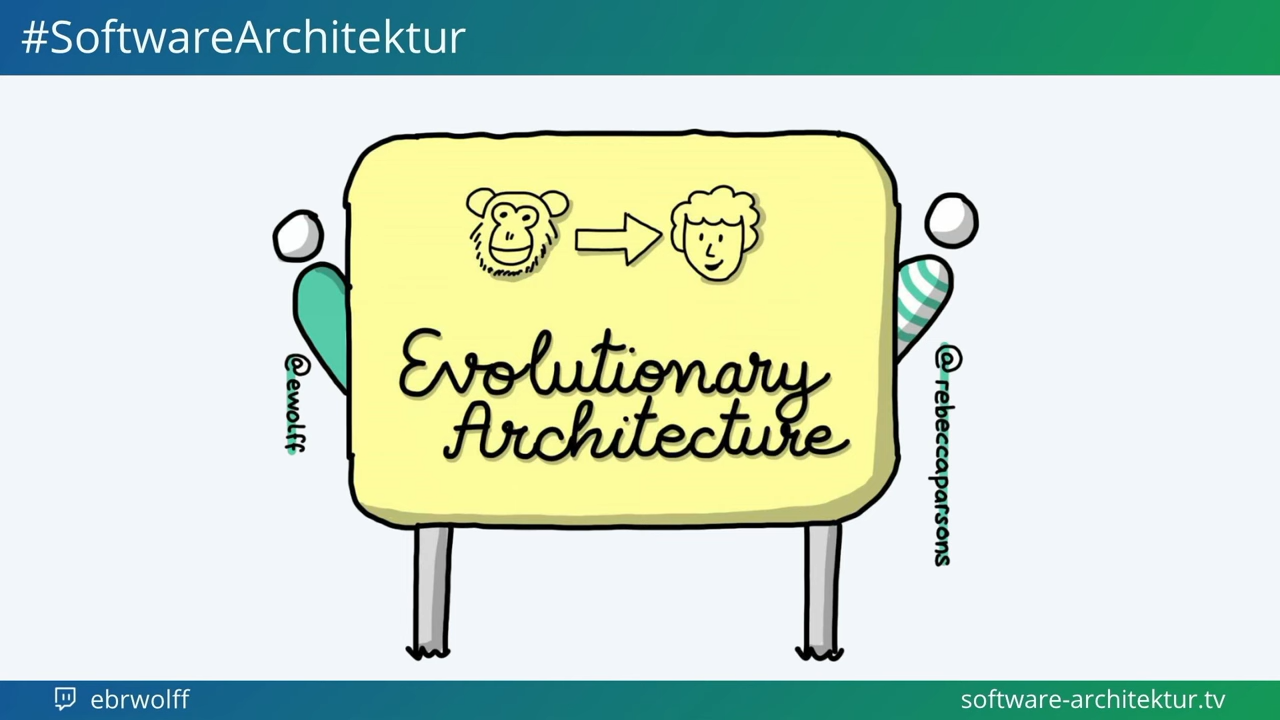 #SoftwareArchitektur
Evolutionary
Architecture
@ewolff
@rebeccaparsons
ebrwolff
software-architektur.tv